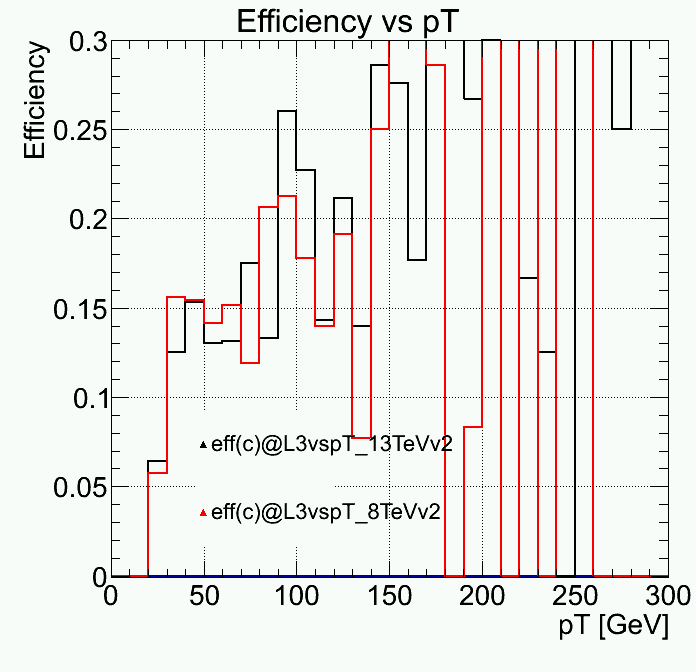 Efficiency vs pT
Efficiency
0.3
0.25
0.2
0.15
0.1
0.05
0
eff(c)@L3vspT_13TeVv2
eff(c)@L3vspT_8TeVv2
0 50 100 150 200 250 300
pT [GeV]